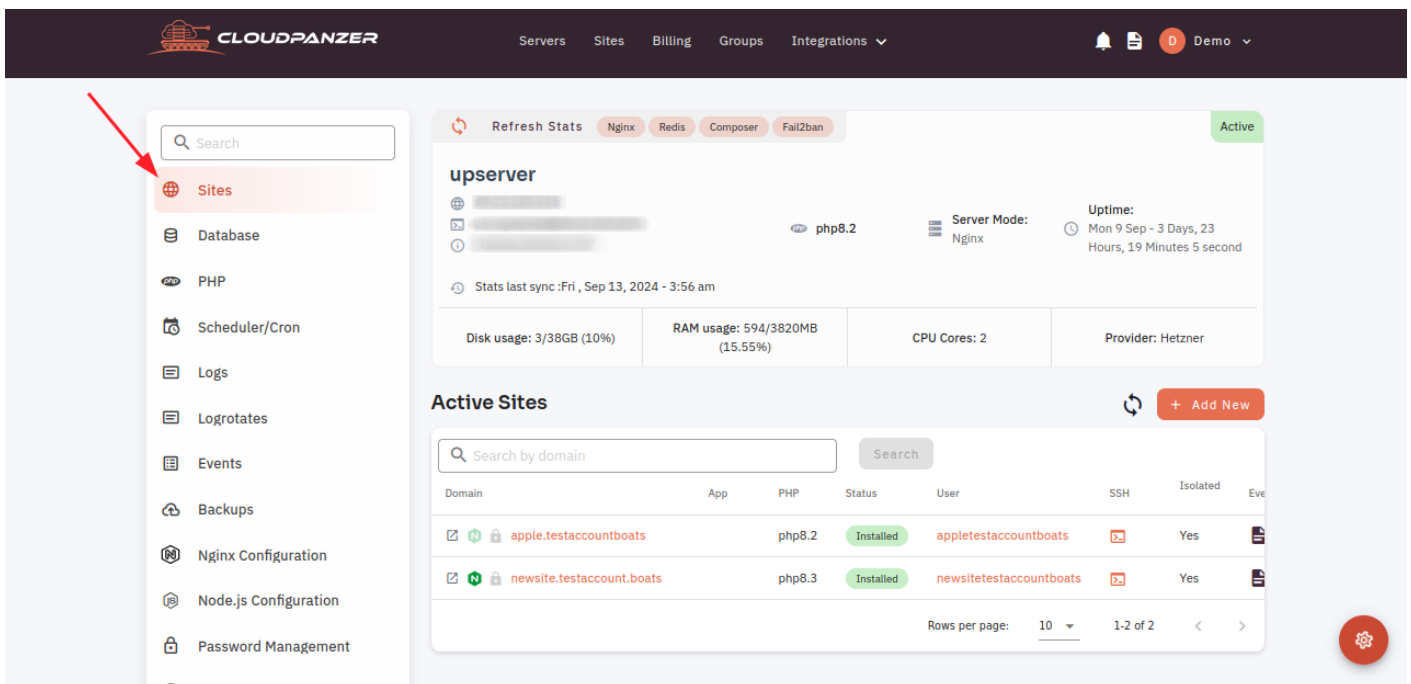 CLOUDPANZER
Servers Sites Billing Groups Integrations
D Demo
Search
Sites
Database
php PHP
Scheduler/Cron
Logs
Logrotates
Events
Backups
N Nginx Configuration
JS Node.js Configuration
Password Management
Refresh Stats Nginx Redis Composer Fail2ban
Active
upserver
php php8.2
Server Mode:
Nginx
Uptime:
Mon 9 Sep - 3 Days, 23
Hours, 19 Minutes 5 second
Stats last sync :Fri , Sep 13, 2024 - 3:56 am
Disk usage: 3/38GB (10%)
RAM usage: 594/3820MB
(15.55%)
CPU Cores: 2
Provider: Hetzner
Active Sites
+ Add New
Search by domain
Search
Domain App PHP Status User SSH Isolated Eve
N apple.testaccountboats php8.2 Installed appletestaccountboats Yes
N newsite.testaccount.boats php8.3 Installed newsitetestaccountboats Yes
Rows per page: 10 1-2 of 2